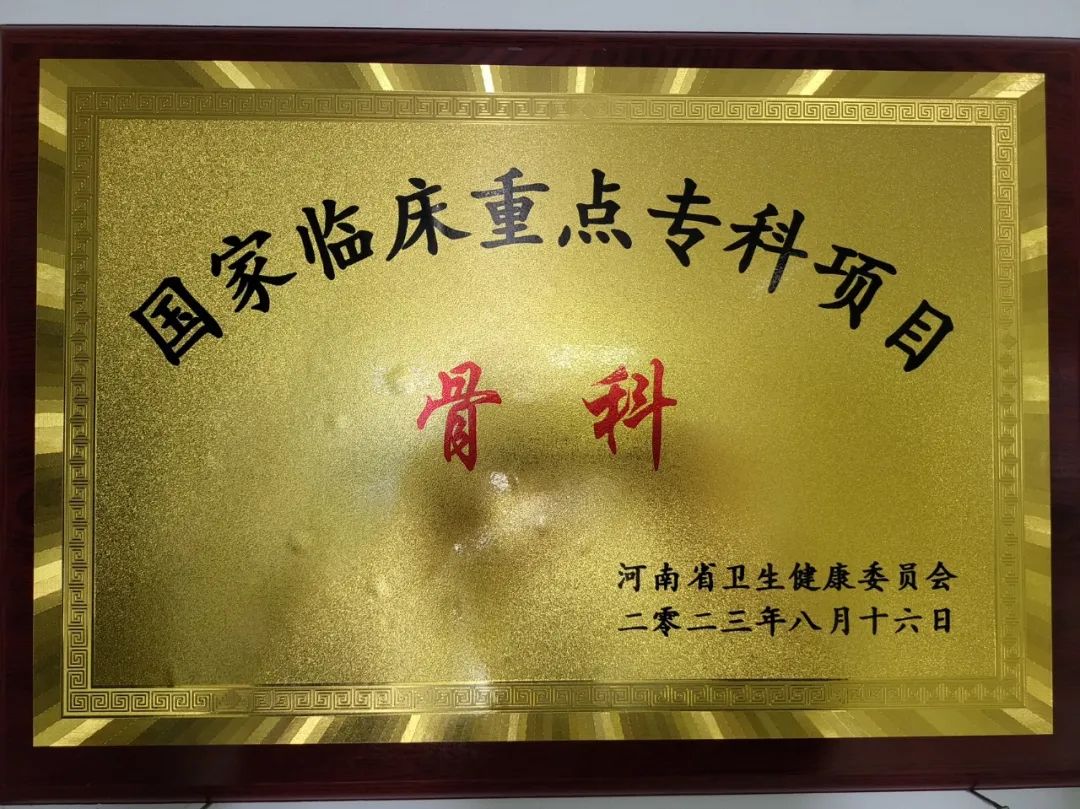 国家临床重点专科项目
骨科
河南省卫生健康委员会
二零二三年八月十六日